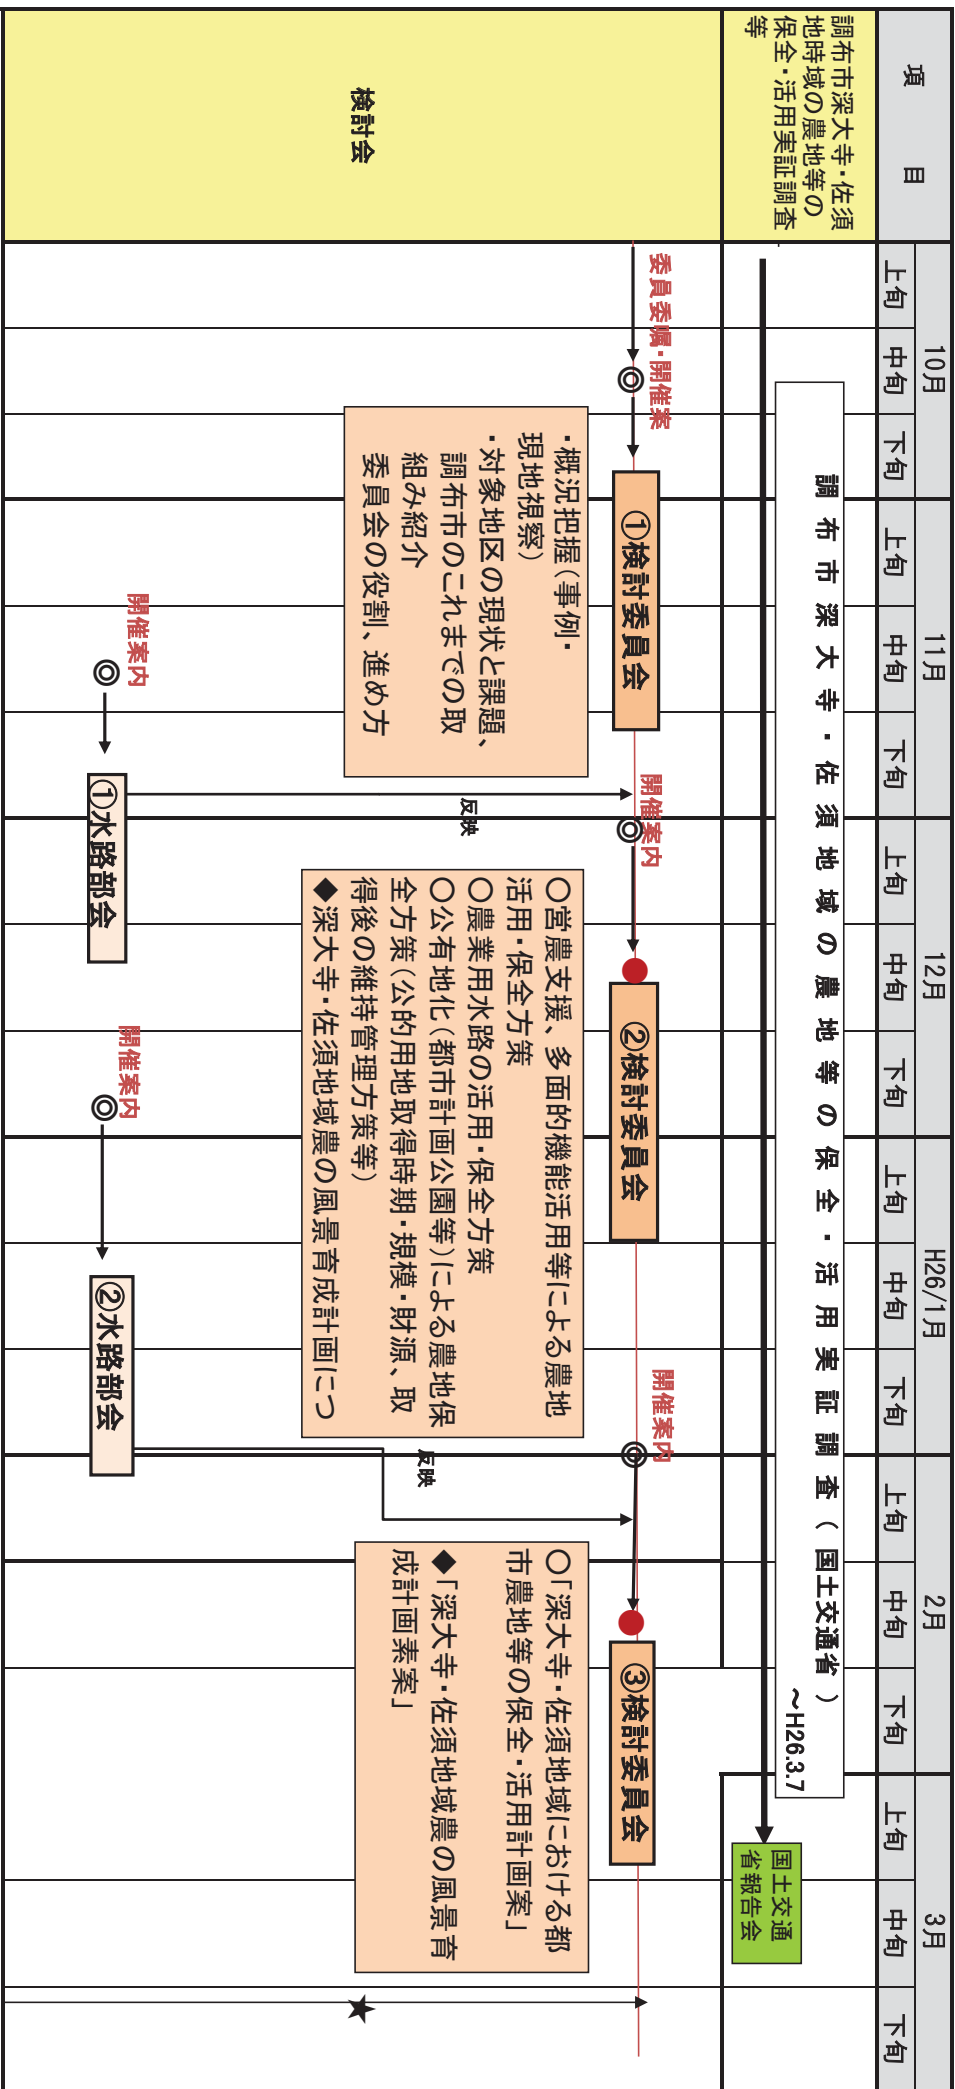 項　目
10月
11月
12月
H26/1月
2月
3月
上旬
中旬
下旬
上旬
中旬
下旬
上旬
中旬
下旬
上旬
中旬
下旬
上旬
中旬
下旬
上旬
中旬
下旬
調布市深大寺・佐須
地時域の農地等の
保全・活用実証調査
等
調布市深大寺・佐須地域の農地等の保全・活用実証調査（国土交通省）
～H26.3.7
国土交通
省報告会
検討会
委員委嘱・開催案
①検討委員会
・概況把握（事例・
現地視察）
・対象地区の現状と課題、
調布市のこれまでの取
組み紹介
委員会の役割、進め方
開催案内
①水路部会
反映
開催案内
②検討委員会
〇営農支援、多面的機能活用等による農地
活用・保全方策
〇農業用水路の活用・保全方策
〇公有地化（都市計画公園等）による農地保
全方策（公的用地取得時期・規模・財源、取
得後の維持管理方策等）
◆深大寺・佐須地域農の風景育成計画につ
開催案内
②水路部会
反映
開催案内
③検討委員会
〇「深大寺・佐須地域における都
市農地等の保全・活用計画案」
◆「深大寺・佐須地域農の風景育
成計画素案」
★